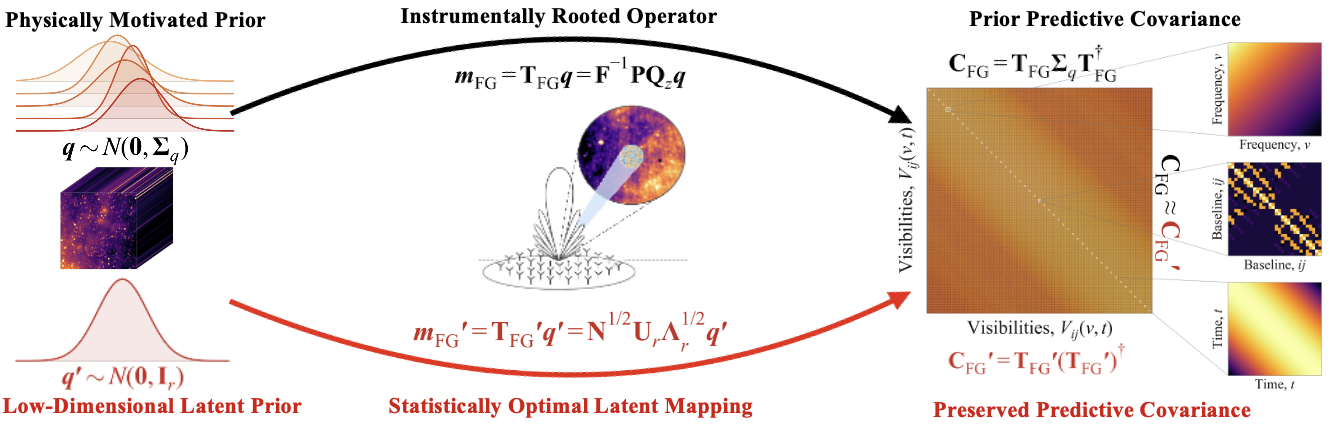 Physically Motivated Prior
q ~ N(0, Σ_q)
q′ ~ N(0, I_r)
Low-Dimensional Latent Prior
Instrumentally Rooted Operator
m_FG = T_FG q = F^−1 PQ_z q
m_FG′ = T_FG′ q′ = N^1/2 U_r Λ_r^1/2 q′
Statistically Optimal Latent Mapping
Prior Predictive Covariance
C_FG = T_FG Σ_q T_FG^†
Visibilities, V_ij(ν, t)
Visibilities, V_ij(ν, t)
C_FG ≈ C_FG′
Frequency, ν
Frequency, ν
Baseline, ij
Baseline, ij
Time, t
Time, t
C_FG′ = T_FG′(T_FG′)^†
Preserved Predictive Covariance